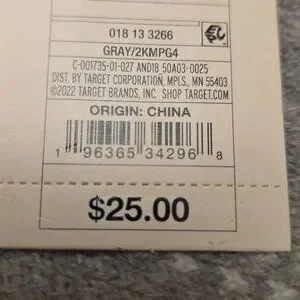 018 13 3266
GRAY/2KMPG4
C-001735-01-027 AND18 50A03-0025
DIST. BY TARGET CORPORATION, MPLS., MN 55403
©2022 TARGET BRANDS, INC. SHOP TARGET.COM
ORIGIN: CHINA
1 96365 34296 8
$25.00